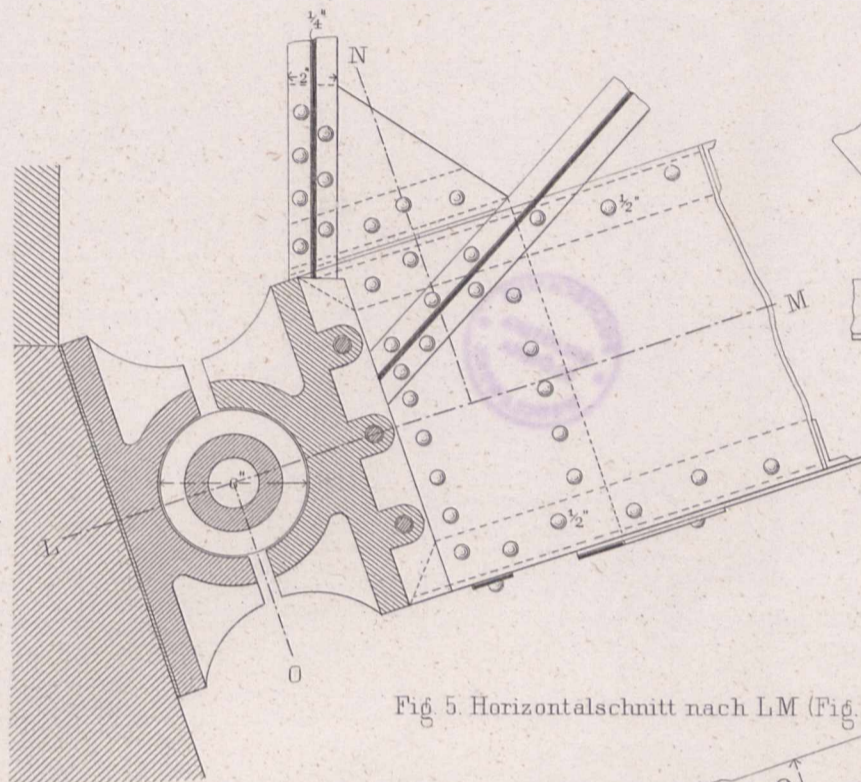 ¼"
2"
N
½"
M
6"
½"
L
O
Fig. 5. Horizontalschnitt nach LM (Fig.